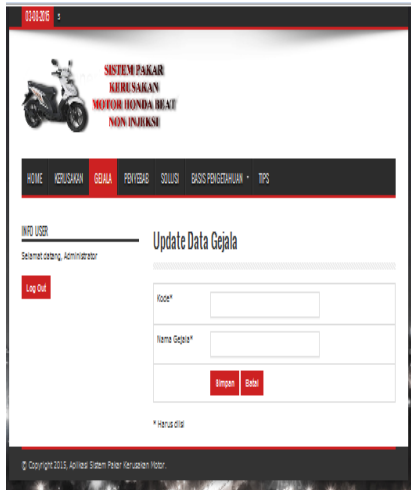 03-08-2015
SISTEM PAKAR
KERUSAKAN
MOTOR HONDA BEAT
NON INJEKSI
HOME KERUSAKAN GEJALA PENYEBAB SOLUSI BASIS PENGETAHUAN TIPS
INFO USER
Selamat datang, Administrator
Log Out
Update Data Gejala
Kode*
Nama Gejala*
Simpan Batal
* Harus diisi
© Copyright 2015, Aplikasi Sistem Pakar Kerusakan Motor.